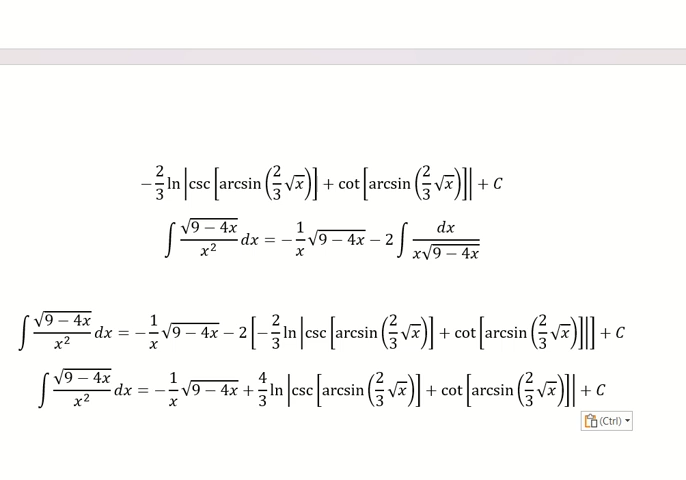 −2/3 ln |csc [arcsin (2/3 √x)] + cot [arcsin (2/3 √x)]| + C
∫ √(9 − 4x)/x² dx = −1/x √(9 − 4x) − 2 ∫ dx/(x√(9 − 4x))
∫ √(9 − 4x)/x² dx = −1/x √(9 − 4x) − 2 [−2/3 ln |csc [arcsin (2/3 √x)] + cot [arcsin (2/3 √x)]|] + C
∫ √(9 − 4x)/x² dx = −1/x √(9 − 4x) + 4/3 ln |csc [arcsin (2/3 √x)] + cot [arcsin (2/3 √x)]| + C
(Ctrl)